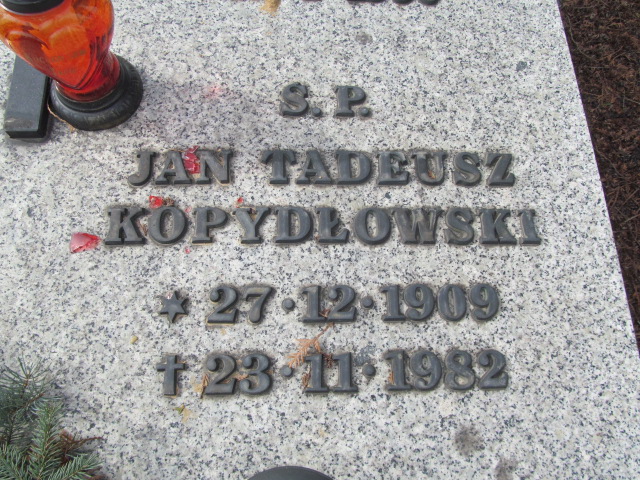 S. P.
JAN TADEUSZ
KOPYDŁOWSKI
* 27·12·1909
† 23·11·1982